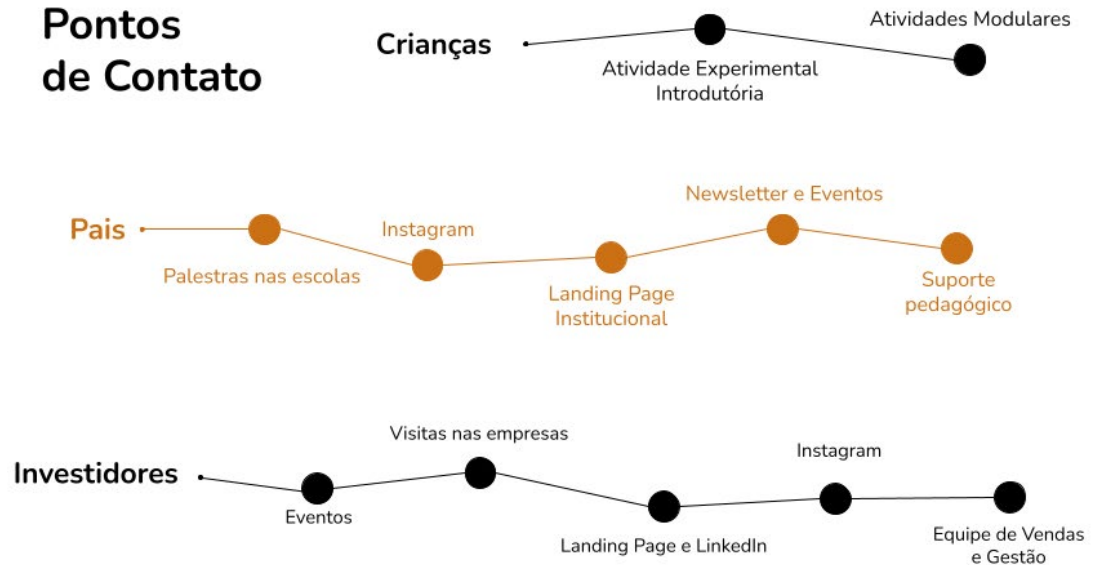 Pontos
de Contato
Crianças
Atividade Experimental
Introdutória
Atividades Modulares
Pais
Palestras nas escolas
Instagram
Landing Page
Institucional
Newsletter e Eventos
Suporte
pedagógico
Investidores
Eventos
Visitas nas empresas
Landing Page e LinkedIn
Instagram
Equipe de Vendas
e Gestão